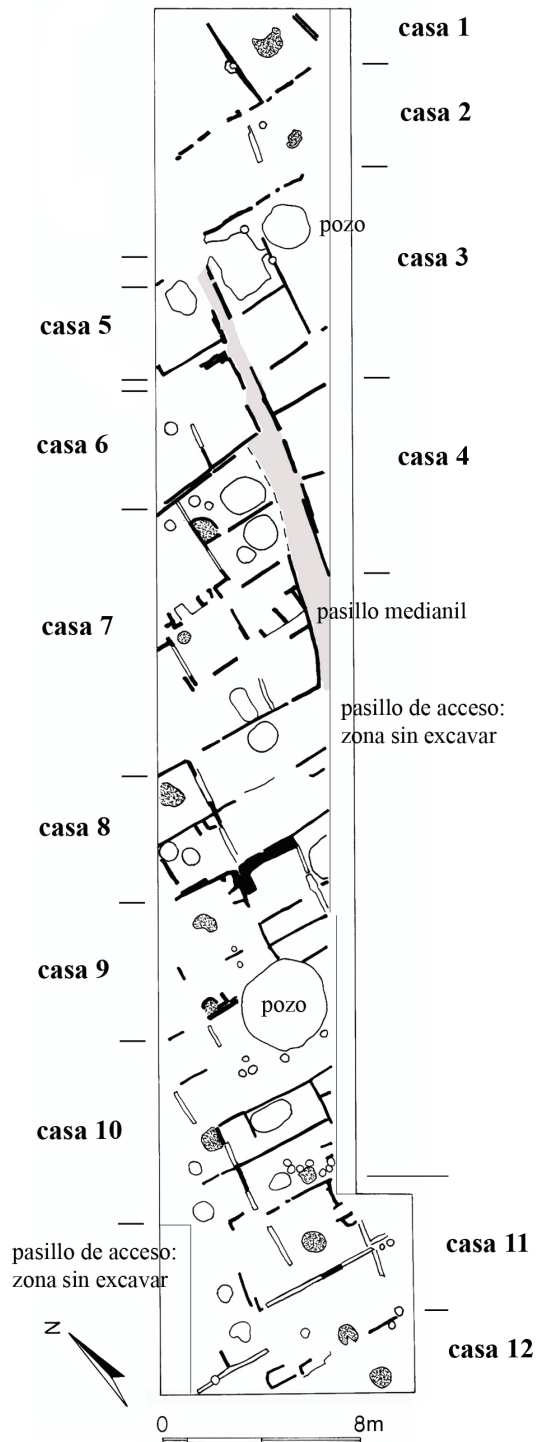 casa 1
casa 2
pozo
casa 3
casa 5
casa 6
casa 4
casa 7
pasillo medianil
pasillo de acceso:
zona sin excavar
casa 8
casa 9
pozo
casa 10
pasillo de acceso:
zona sin excavar
casa 11
N
casa 12
0
8m